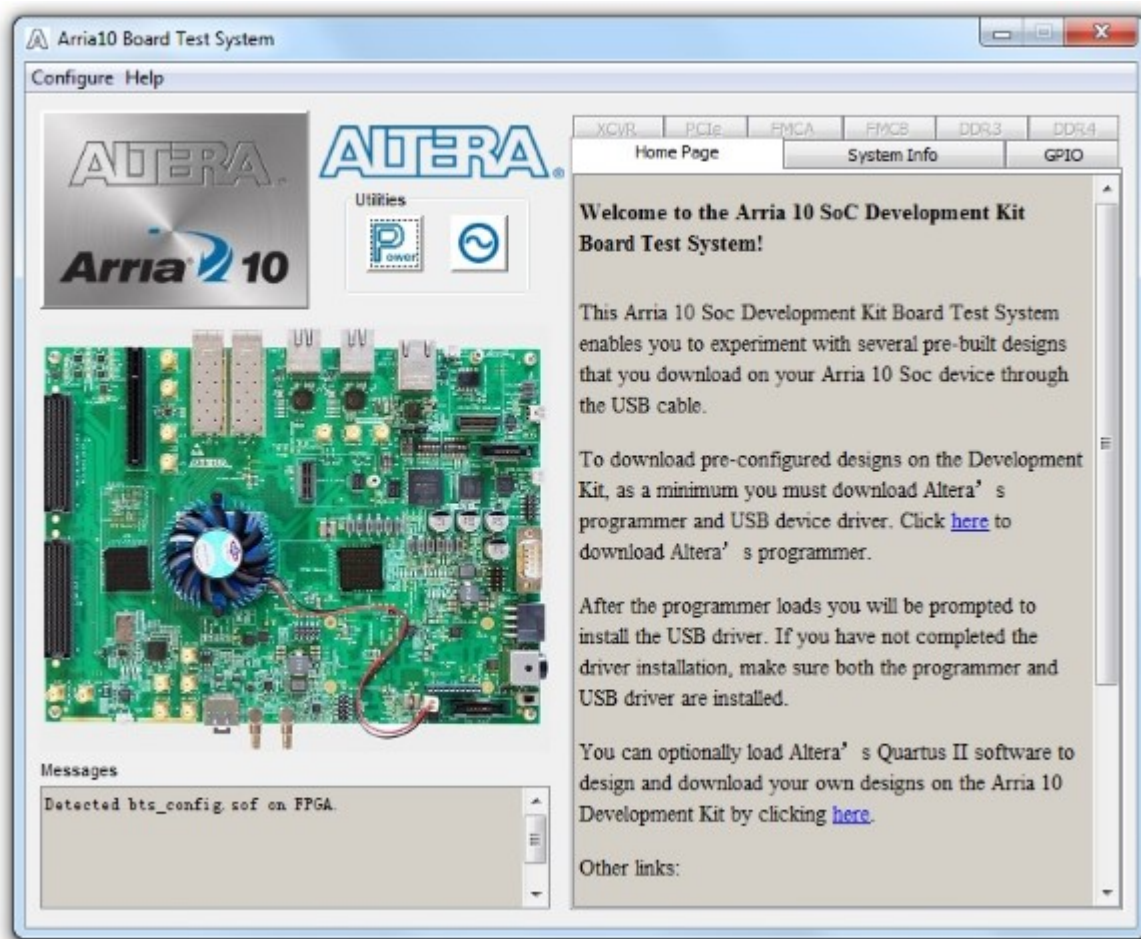 Arria10 Board Test System
Configure Help
ALTERA
Arria 10
ALTERA®
Utilities
Power
XCVR PCIe FMCA FMCB DDR3 DDR4
Home Page System Info GPIO
Welcome to the Arria 10 SoC Development Kit
Board Test System!
This Arria 10 Soc Development Kit Board Test System
enables you to experiment with several pre-built designs
that you download on your Arria 10 Soc device through
the USB cable.
To download pre-configured designs on the Development
Kit, as a minimum you must download Altera’ s
programmer and USB device driver. Click here to
download Altera’ s programmer.
After the programmer loads you will be prompted to
install the USB driver. If you have not completed the
driver installation, make sure both the programmer and
USB driver are installed.
You can optionally load Altera’ s Quartus II software to
design and download your own designs on the Arria 10
Development Kit by clicking here.
Other links:
Messages
Detected bts_config.sof on FPGA.